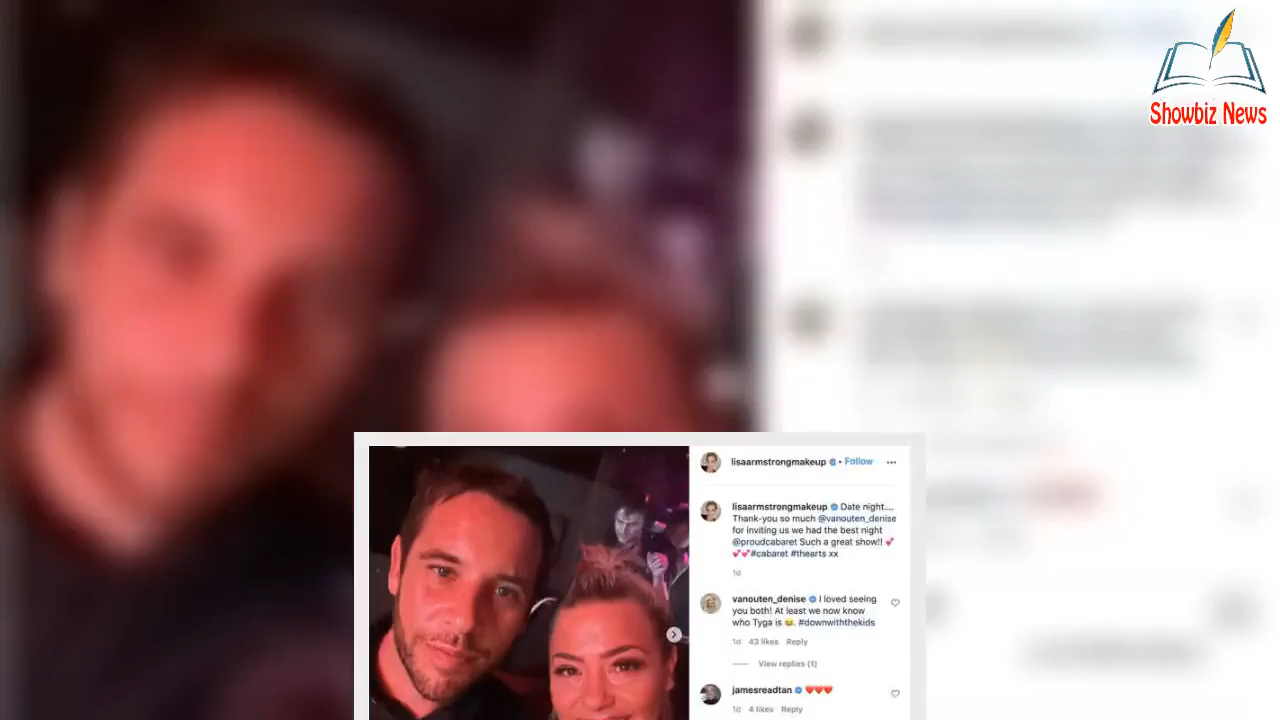 Showbiz News
lisaarmstrongmakeup • Follow
lisaarmstrongmakeup Date night....
Thank-you so much @vanouten_denise
for inviting us we had the best night
@proudcabaret Such a great show!! 💕
💕💕#cabaret #thearts xx
1d
vanouten_denise I loved seeing
you both! At least we now know
who Tyga is 😂. #downwiththekids
1d 43 likes Reply
View replies (1)
jamesreadtan ❤️❤️❤️
1d 4 likes Reply